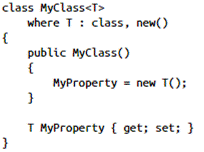 class MyClass<T>
    where T : class, new()
{
    public MyClass()
    {
        MyProperty = new T();
    }

    T MyProperty { get; set; }
}